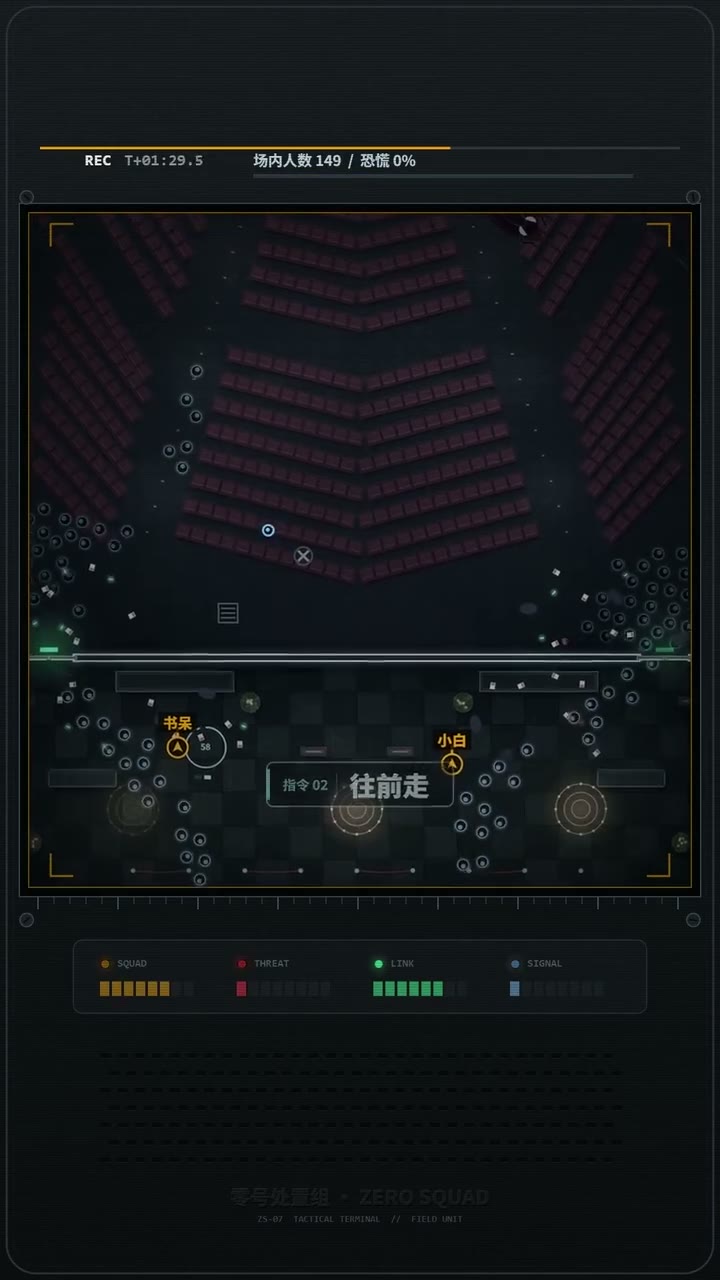 REC T+01:29.5 场内人数 149 / 恐慌 0%
书呆
58
小白
指令 02 往前走
SQUAD THREAT LINK SIGNAL
零号处置组 · ZERO SQUAD
ZS-07 TACTICAL TERMINAL // FIELD UNIT